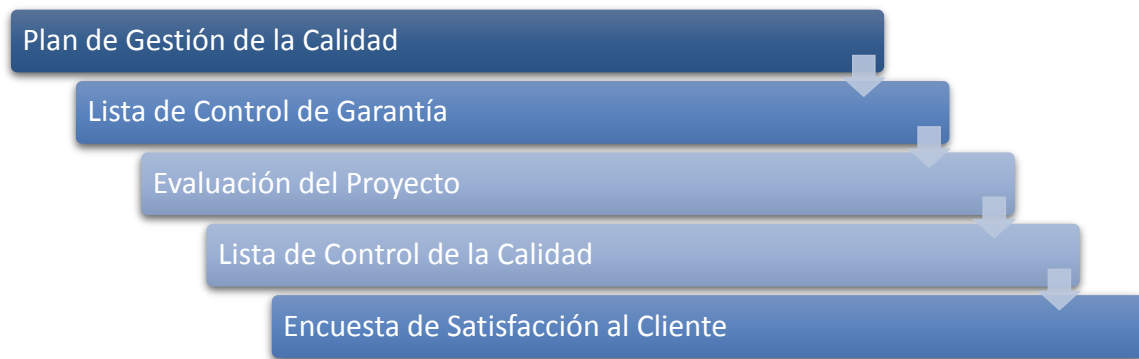 Plan de Gestión de la Calidad
Lista de Control de Garantía
Evaluación del Proyecto
Lista de Control de la Calidad
Encuesta de Satisfacción al Cliente